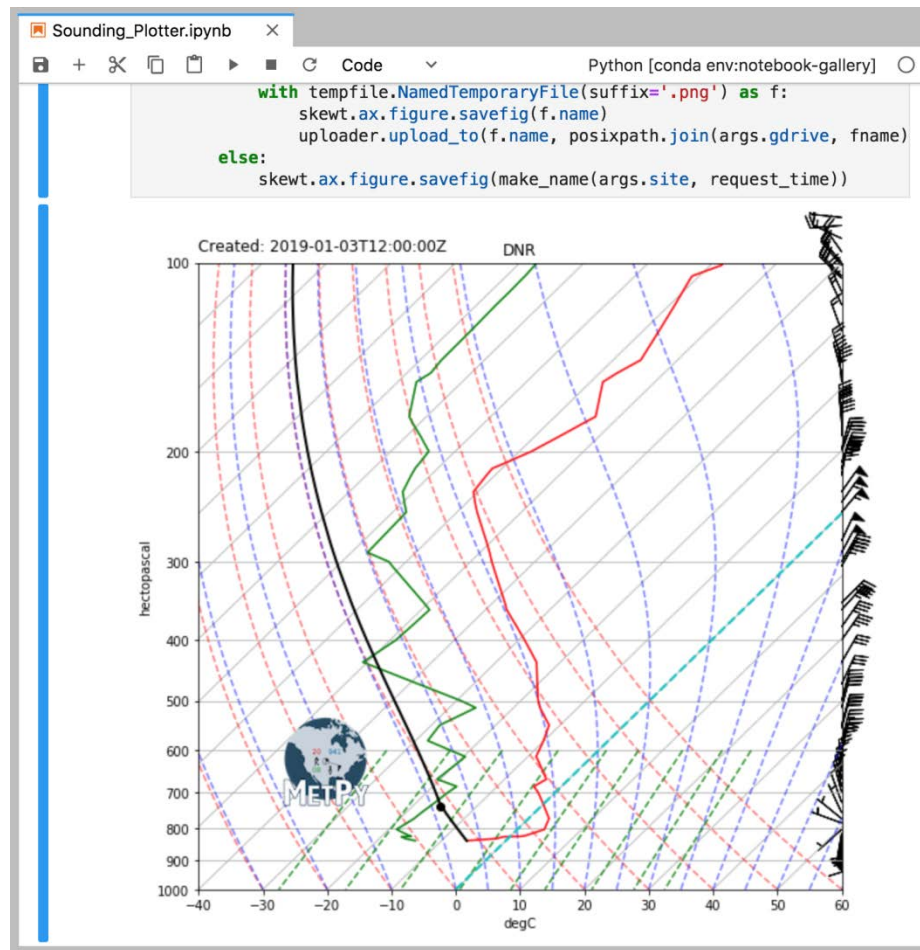 Sounding_Plotter.ipynb
Code
Python [conda env:notebook-gallery]
with tempfile.NamedTemporaryFile(suffix='.png') as f:
skewt.ax.figure.savefig(f.name)
uploader.upload_to(f.name, posixpath.join(args.gdrive, fname)
else:
skewt.ax.figure.savefig(make_name(args.site, request_time))
Created: 2019-01-03T12:00:00Z
DNR
100
200
300
400
500
600
700
800
900
1000
hectopascal
METPY
−40
−30
−20
−10
0
10
20
30
40
50
60
degC